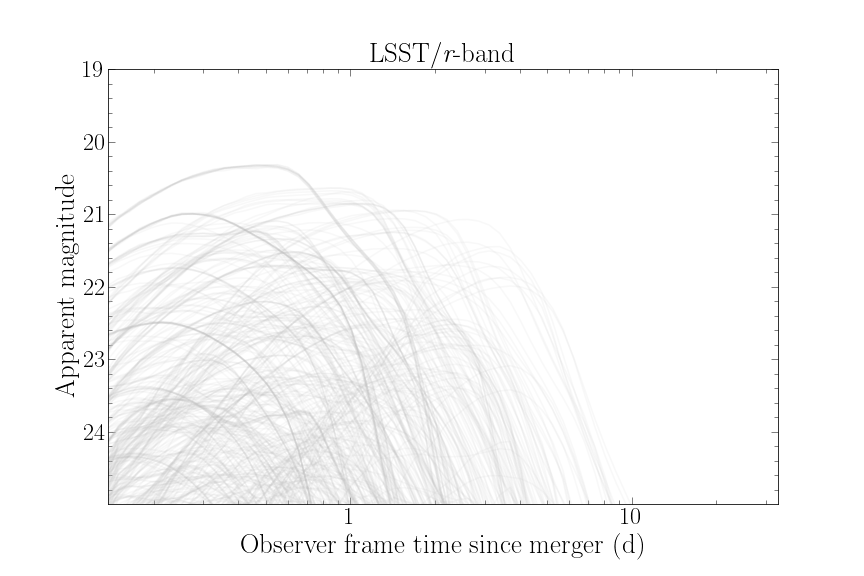 LSST/r-band
19
20
21
22
23
24
Apparent magnitude
1
10
Observer frame time since merger (d)